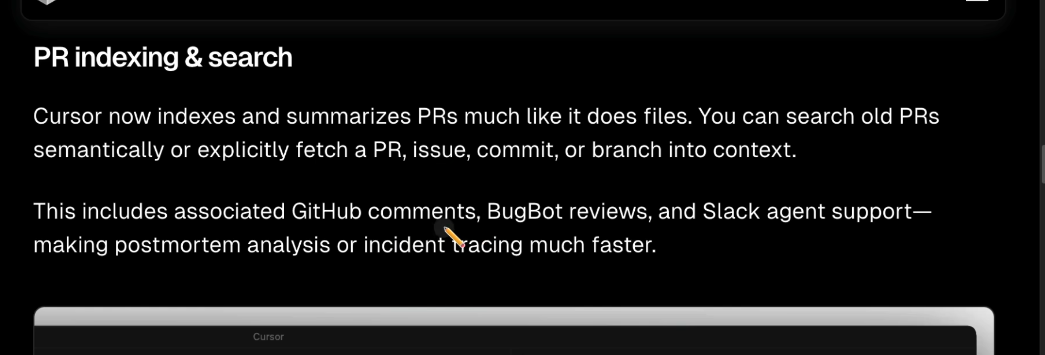 PR indexing & search
Cursor now indexes and summarizes PRs much like it does files. You can search old PRs
semantically or explicitly fetch a PR, issue, commit, or branch into context.
This includes associated GitHub comments, BugBot reviews, and Slack agent support—
making postmortem analysis or incident tracing much faster.
Cursor